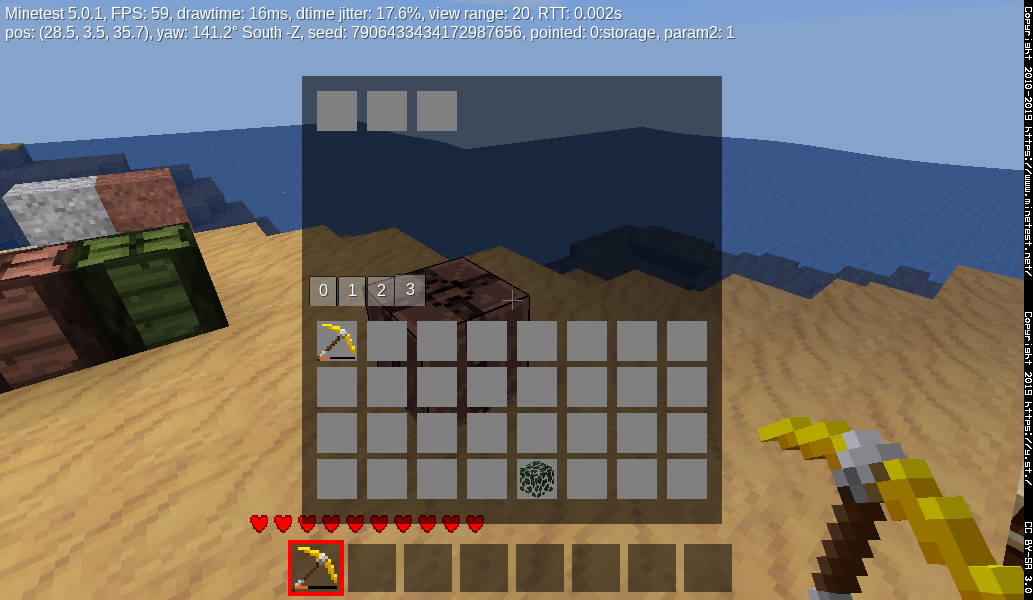 Minetest 5.0.1, FPS: 59, drawtime: 16ms, dtime jitter: 17.6%, view range: 20, RTT: 0.002s
pos: (28.5, 3.5, 35.7), yaw: 141.2° South -Z, seed: 7906433434172987656, pointed: 0:storage, param2: 1
0 1 2 3
Copyright 2010-2019 https://www.minetest.net/ Copyright 2019 https://9.st./ CC BY-SA 3.0